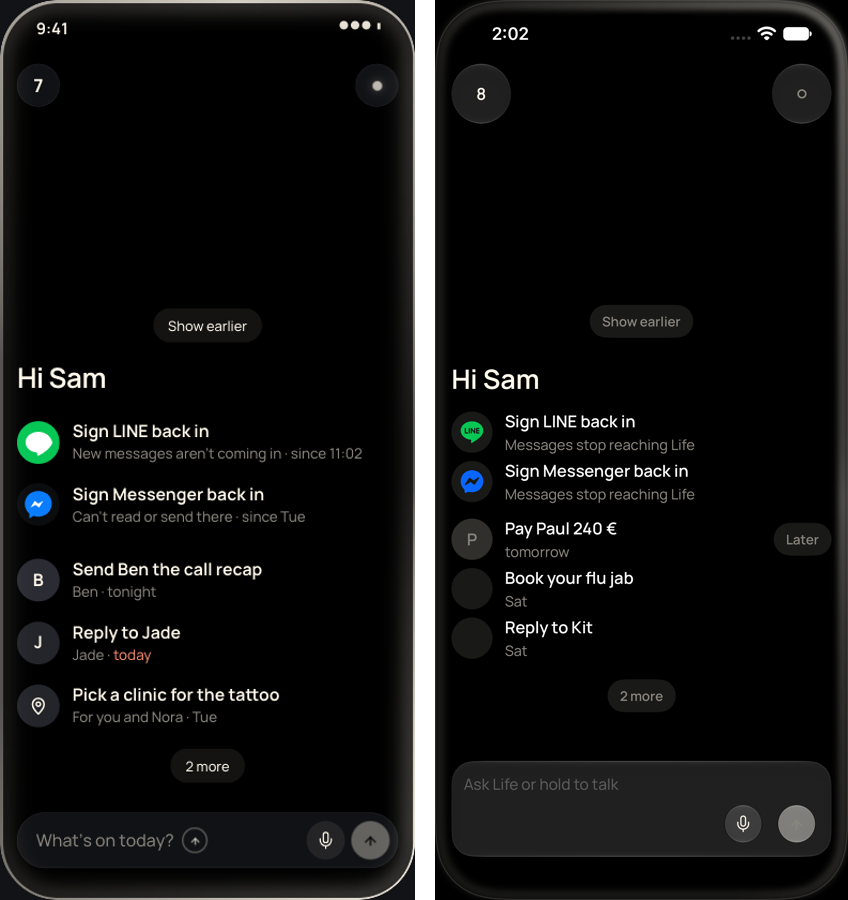 9:41
7
Show earlier
Hi Sam
Sign LINE back in
New messages aren't coming in · since 11:02
Sign Messenger back in
Can't read or send there · since Tue
B
Send Ben the call recap
Ben · tonight
J
Reply to Jade
Jade · today
Pick a clinic for the tattoo
For you and Nora · Tue
2 more
What's on today?
2:02
8
Show earlier
Hi Sam
LINE
Sign LINE back in
Messages stop reaching Life
Sign Messenger back in
Messages stop reaching Life
P
Pay Paul 240 €
tomorrow
Later
Book your flu jab
Sat
Reply to Kit
Sat
2 more
Ask Life or hold to talk